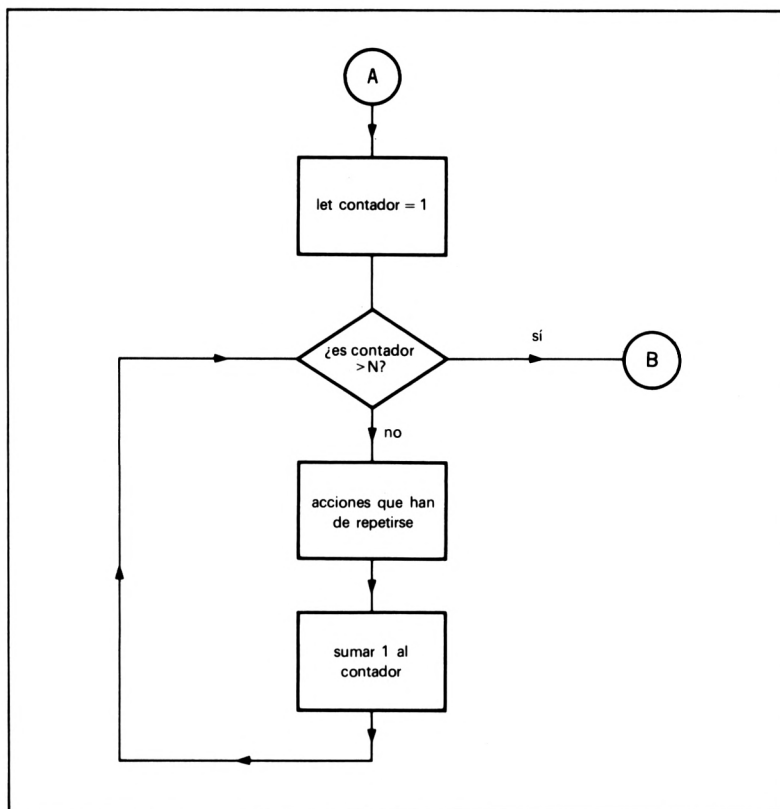 A
let contador = 1
¿es contador
>N?
sí
B
no
acciones que han
de repetirse
sumar 1 al
contador